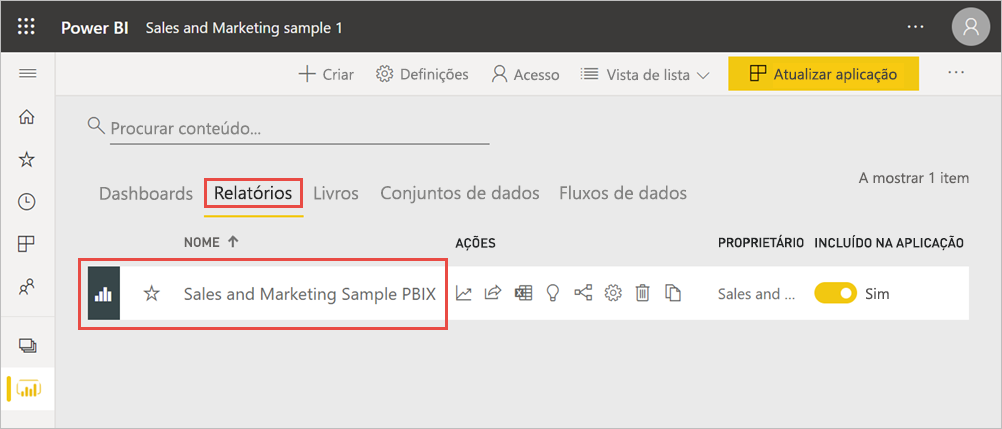 Power BI Sales and Marketing sample 1
Criar Definições Acesso Vista de lista Atualizar aplicação
Procurar conteúdo...
Dashboards Relatórios Livros Conjuntos de dados Fluxos de dados A mostrar 1 item
NOME AÇÕES PROPRIETÁRIO INCLUÍDO NA APLICAÇÃO
Sales and Marketing Sample PBIX Sales and ... Sim